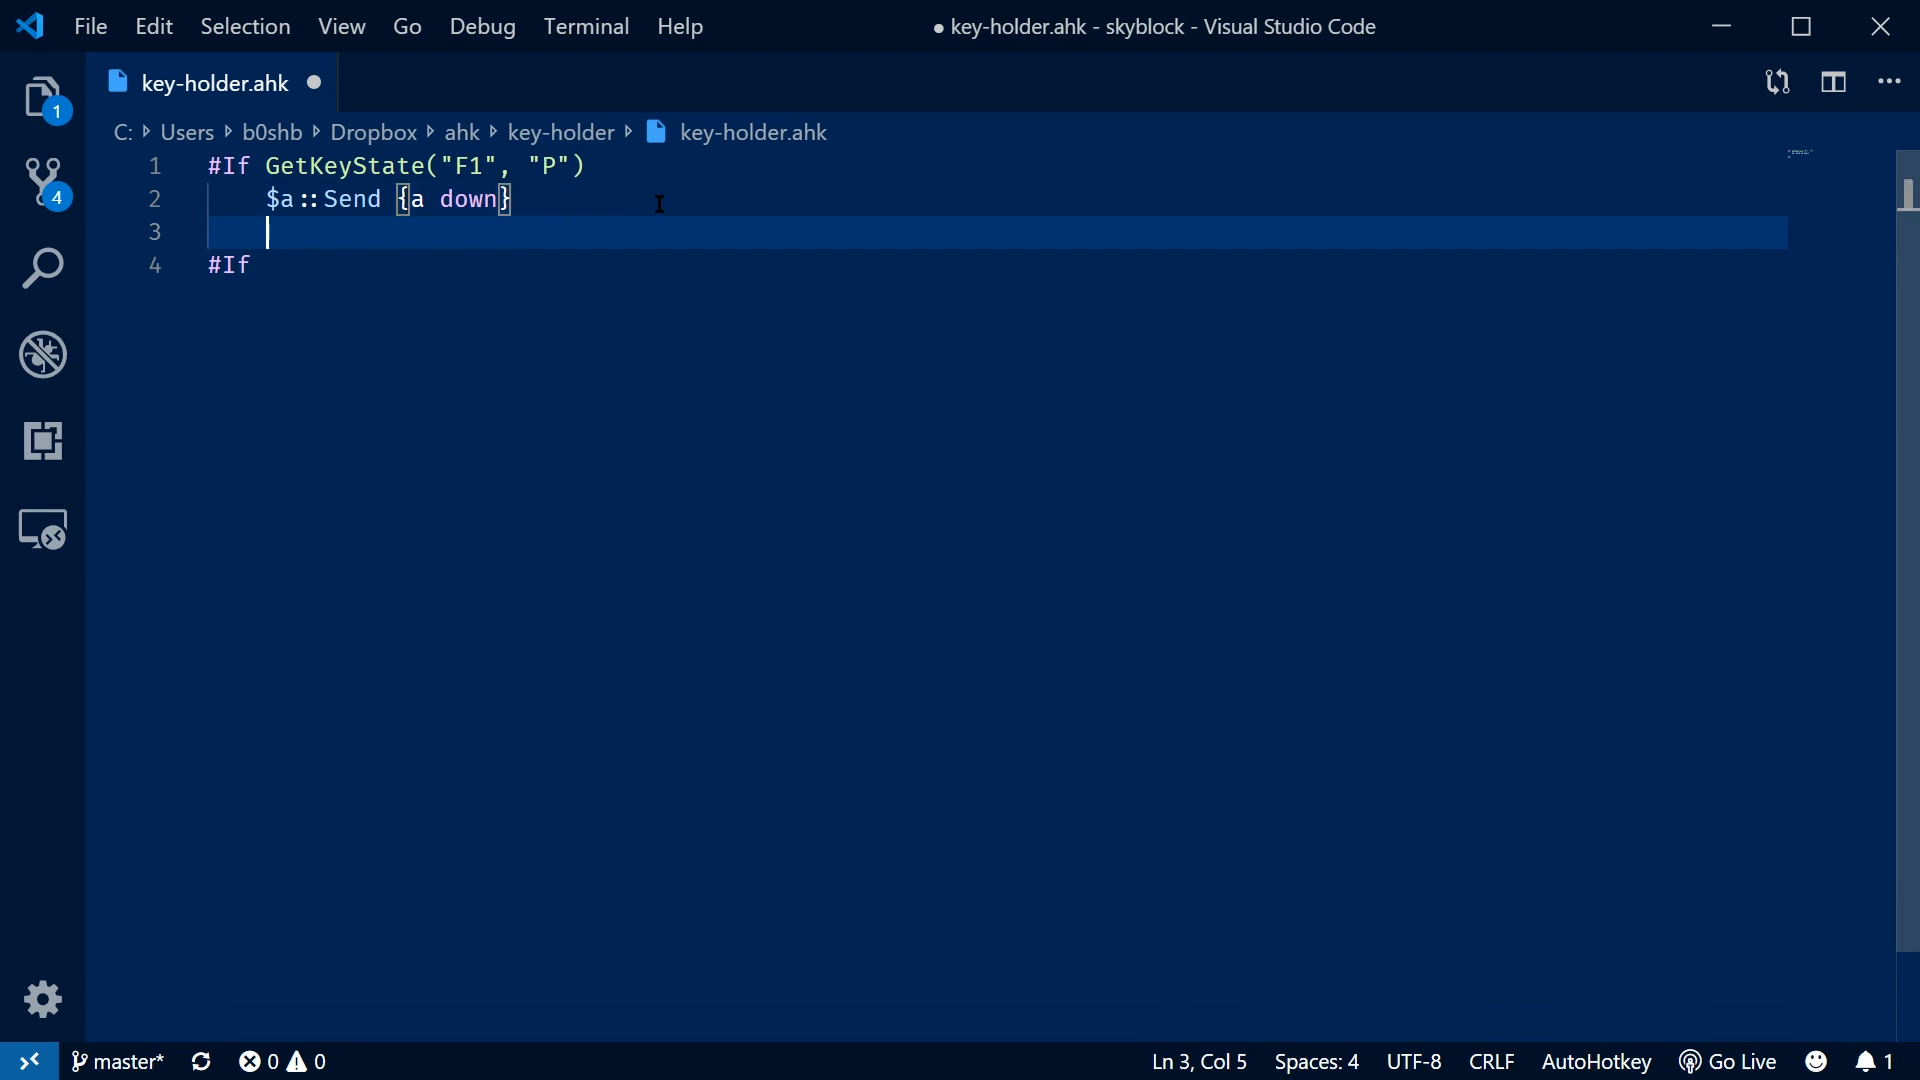 File Edit Selection View Go Debug Terminal Help ● key-holder.ahk - skyblock - Visual Studio Code
key-holder.ahk
C: Users b0shb Dropbox ahk key-holder key-holder.ahk
1 #If GetKeyState("F1", "P")
2 $a::Send {a down}
3
4 #If
1
4
master* 0 0 Ln 3, Col 5 Spaces: 4 UTF-8 CRLF AutoHotkey Go Live 1